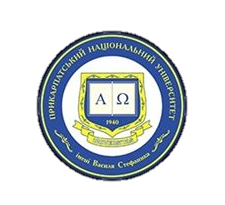 ПРИКАРПАТСЬКИЙ НАЦІОНАЛЬНИЙ УНІВЕРСИТЕТ
Α Ω
1940
імені Василя Стефаника